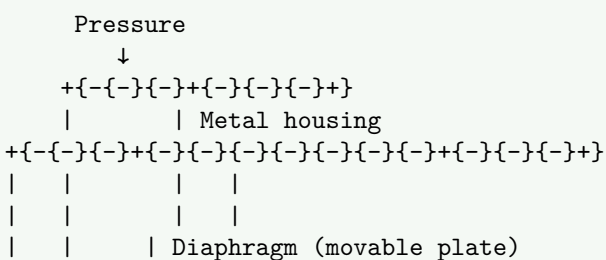 Pressure
↓
+{-{-}{-}+{-}{-}{-}+}
| | Metal housing
+{-{-}{-}+{-}{-}{-}{-}{-}{-}{-}+{-}{-}{-}+}
| | | |
| | | |
| | | Diaphragm (movable plate)